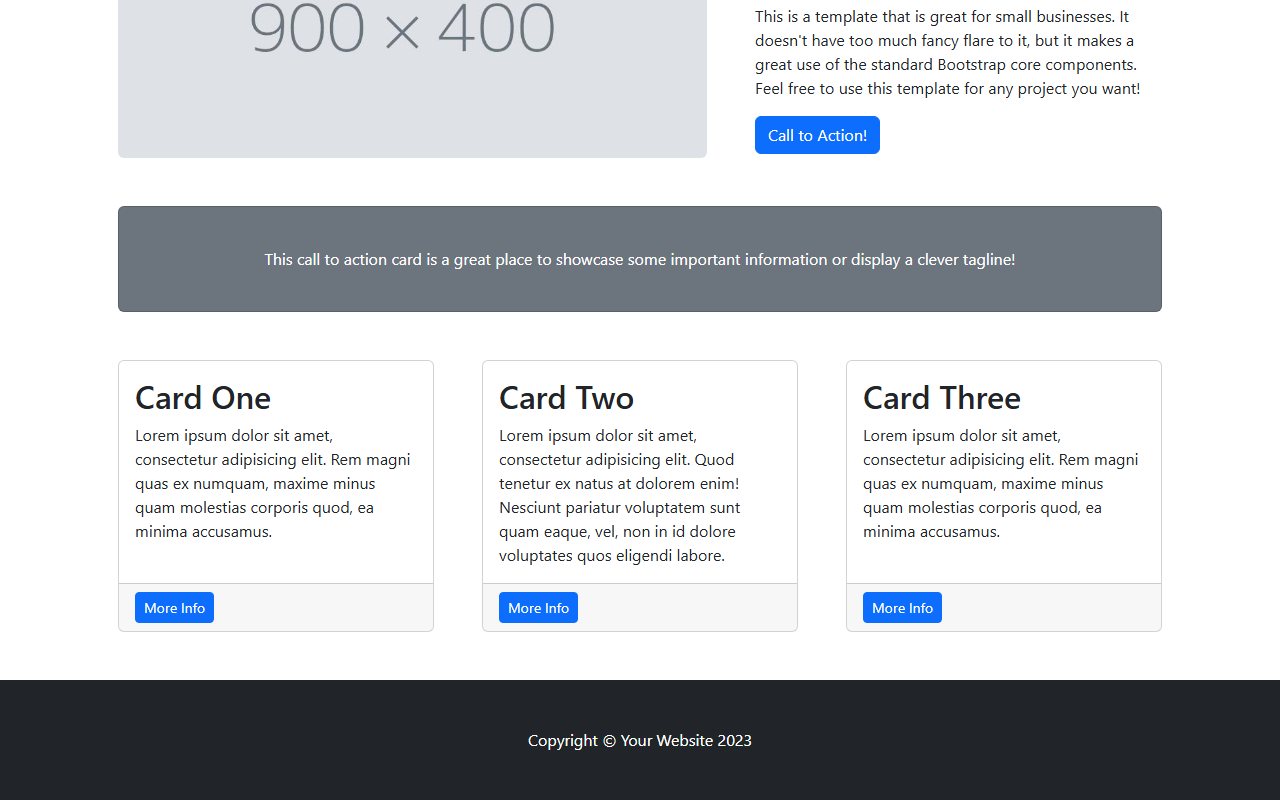 900 × 400
This is a template that is great for small businesses. It
doesn't have too much fancy flare to it, but it makes a
great use of the standard Bootstrap core components.
Feel free to use this template for any project you want!
Call to Action!
This call to action card is a great place to showcase some important information or display a clever tagline!
Card One
Lorem ipsum dolor sit amet,
consectetur adipisicing elit. Rem magni
quas ex numquam, maxime minus
quam molestias corporis quod, ea
minima accusamus.
More Info
Card Two
Lorem ipsum dolor sit amet,
consectetur adipisicing elit. Quod
tenetur ex natus at dolorem enim!
Nesciunt pariatur voluptatem sunt
quam eaque, vel, non in id dolore
voluptates quos eligendi labore.
More Info
Card Three
Lorem ipsum dolor sit amet,
consectetur adipisicing elit. Rem magni
quas ex numquam, maxime minus
quam molestias corporis quod, ea
minima accusamus.
More Info
Copyright © Your Website 2023